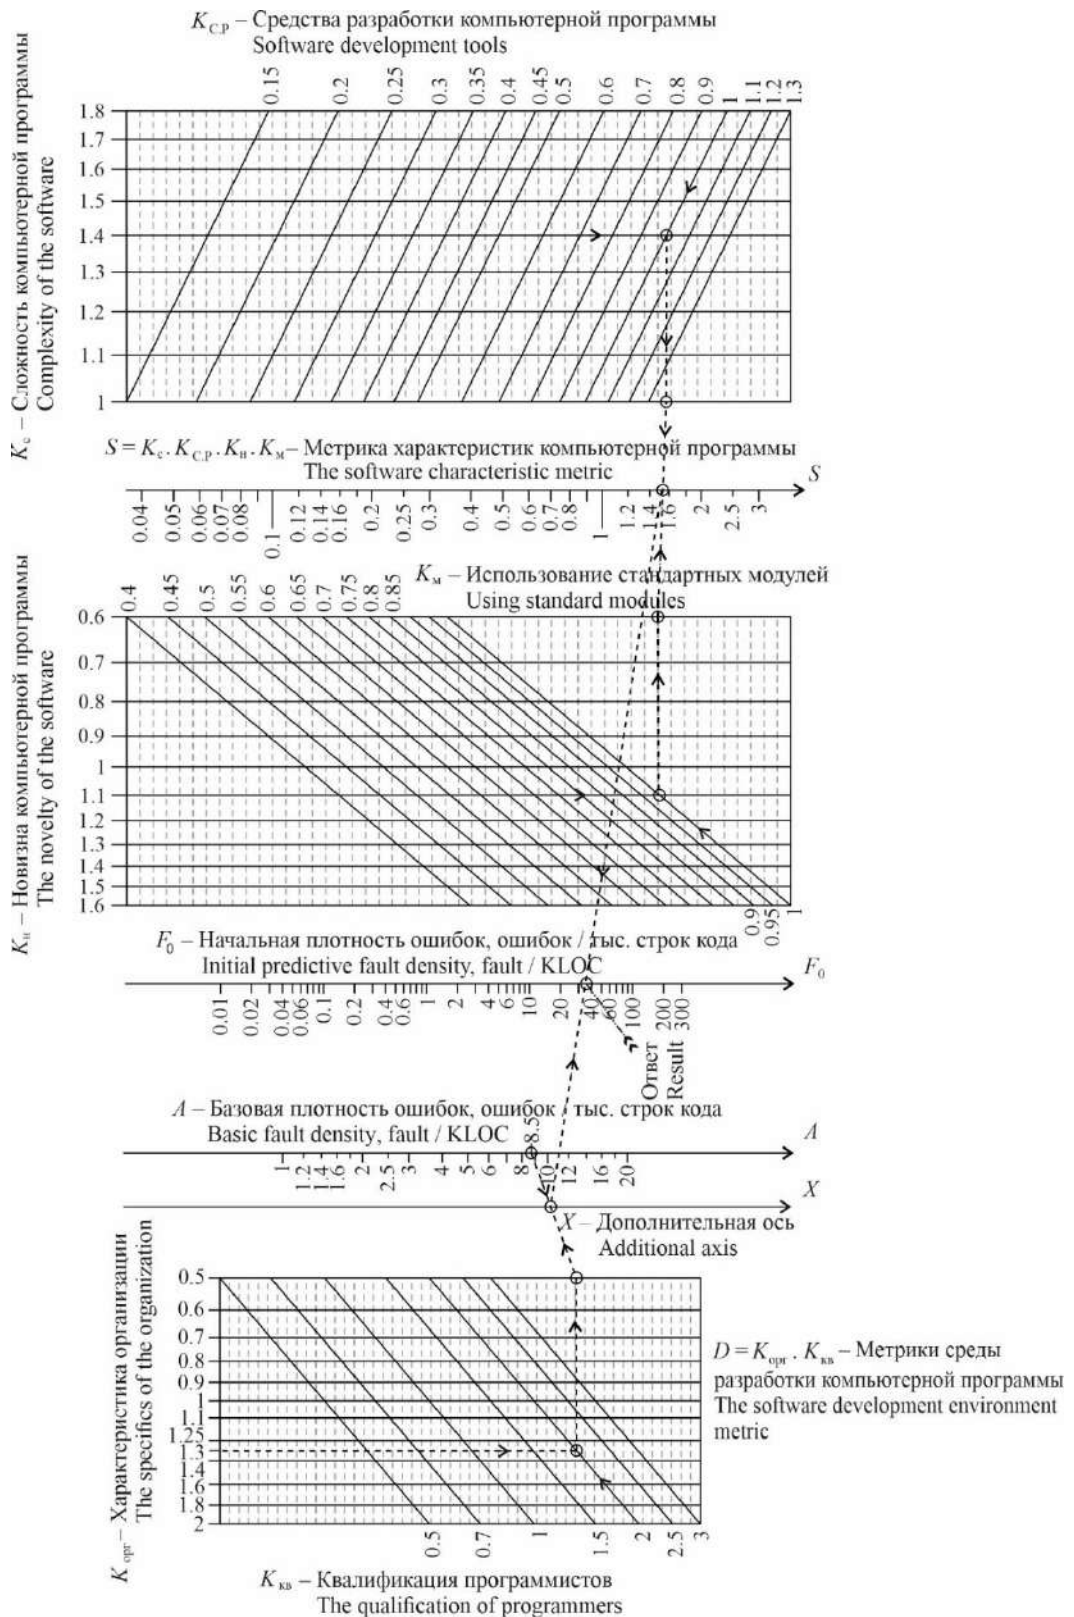 K С.Р – Средства разработки компьютерной программы
Software development tools
0.15 0.2 0.25 0.3 0.35 0.4 0.45 0.5 0.6 0.7 0.8 0.9 1 1.1 1.2 1.3
K с – Сложность компьютерной программы
Complexity of the software
1.8
1.7
1.6
1.5
1.4
1.3
1.2
1.1
1
S = K с . K С.Р . K н . K м – Метрика характеристик компьютерной программы
The software characteristic metric
S
0.04 0.05 0.06 0.07 0.08 0.1 0.12 0.14 0.16 0.2 0.25 0.3 0.4 0.5 0.6 0.7 0.8 1 1.2 1.4 1.6 2 2.5 3
K м – Использование стандартных модулей
Using standard modules
0.4 0.45 0.5 0.55 0.6 0.65 0.7 0.75 0.8 0.85
K н – Новизна компьютерной программы
The novelty of the software
0.6
0.7
0.8
0.9
1
1.1
1.2
1.3
1.4
1.5
1.6
0.9 0.95 1
F 0 – Начальная плотность ошибок, ошибок / тыс. строк кода
Initial predictive fault density, fault / KLOC
F 0
0.01 0.02 0.04 0.06 0.1 0.2 0.4 0.6 1 2 4 6 10 20 40 60 100 200 300
Ответ
Result
A – Базовая плотность ошибок, ошибок / тыс. строк кода
Basic fault density, fault / KLOC
8.5
A
1 1.2 1.4 1.6 2 2.5 3 4 5 6 8 10 12 16 20
X
X – Дополнительная ось
Additional axis
K орг – Характеристика организации
The specifics of the organization
0.5
0.6
0.7
0.8
0.9
1
1.1
1.25
1.3
1.4
1.6
1.8
2
D = K орг . K кв – Метрики среды
разработки компьютерной программы
The software development environment
metric
0.5 0.7 1 1.5 2 2.5 3
K кв – Квалификация программистов
The qualification of programmers